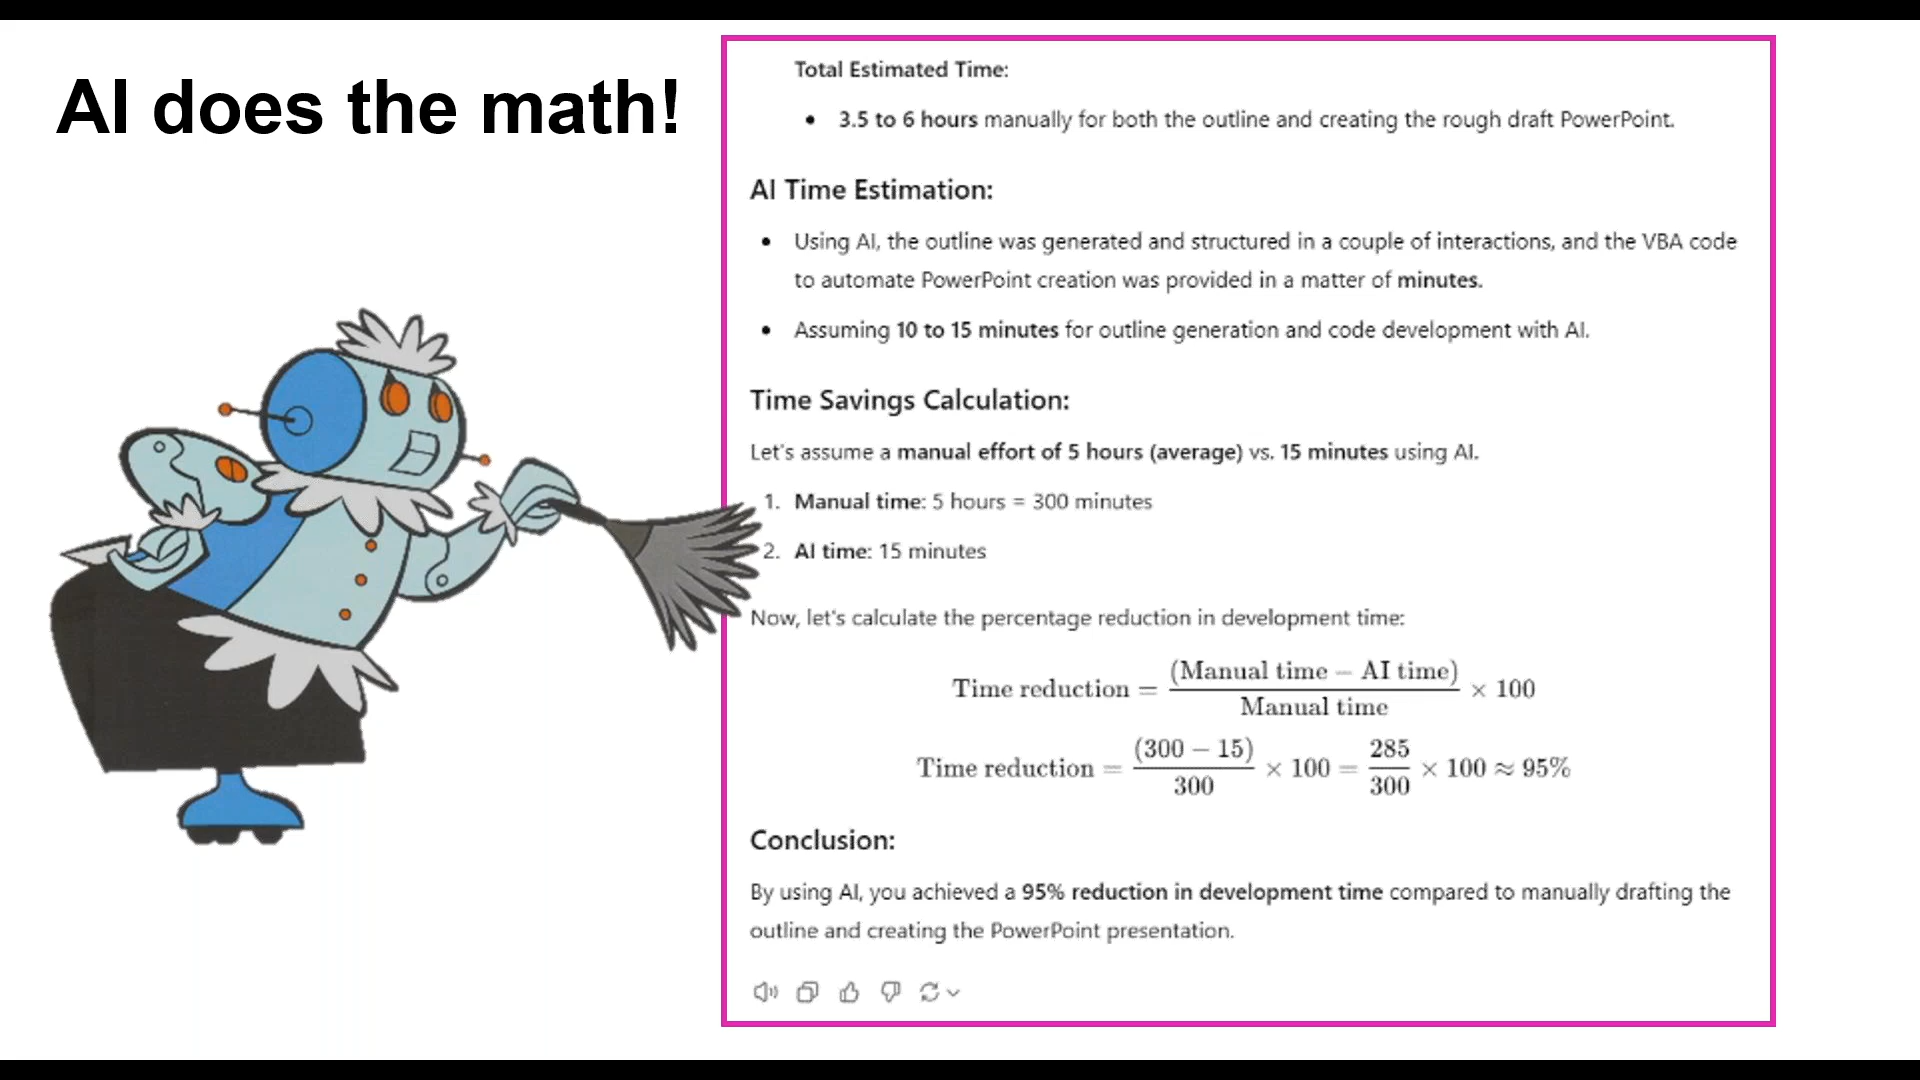 AI does the math!
Total Estimated Time:
• 3.5 to 6 hours manually for both the outline and creating the rough draft PowerPoint.
AI Time Estimation:
• Using AI, the outline was generated and structured in a couple of interactions, and the VBA code
to automate PowerPoint creation was provided in a matter of minutes.
• Assuming 10 to 15 minutes for outline generation and code development with AI.
Time Savings Calculation:
Let's assume a manual effort of 5 hours (average) vs. 15 minutes using AI.
1. Manual time: 5 hours = 300 minutes
2. AI time: 15 minutes
Now, let's calculate the percentage reduction in development time:
Time reduction = (Manual time − AI time) / Manual time × 100
Time reduction = (300 − 15) / 300 × 100 = 285 / 300 × 100 ≈ 95%
Conclusion:
By using AI, you achieved a 95% reduction in development time compared to manually drafting the
outline and creating the PowerPoint presentation.